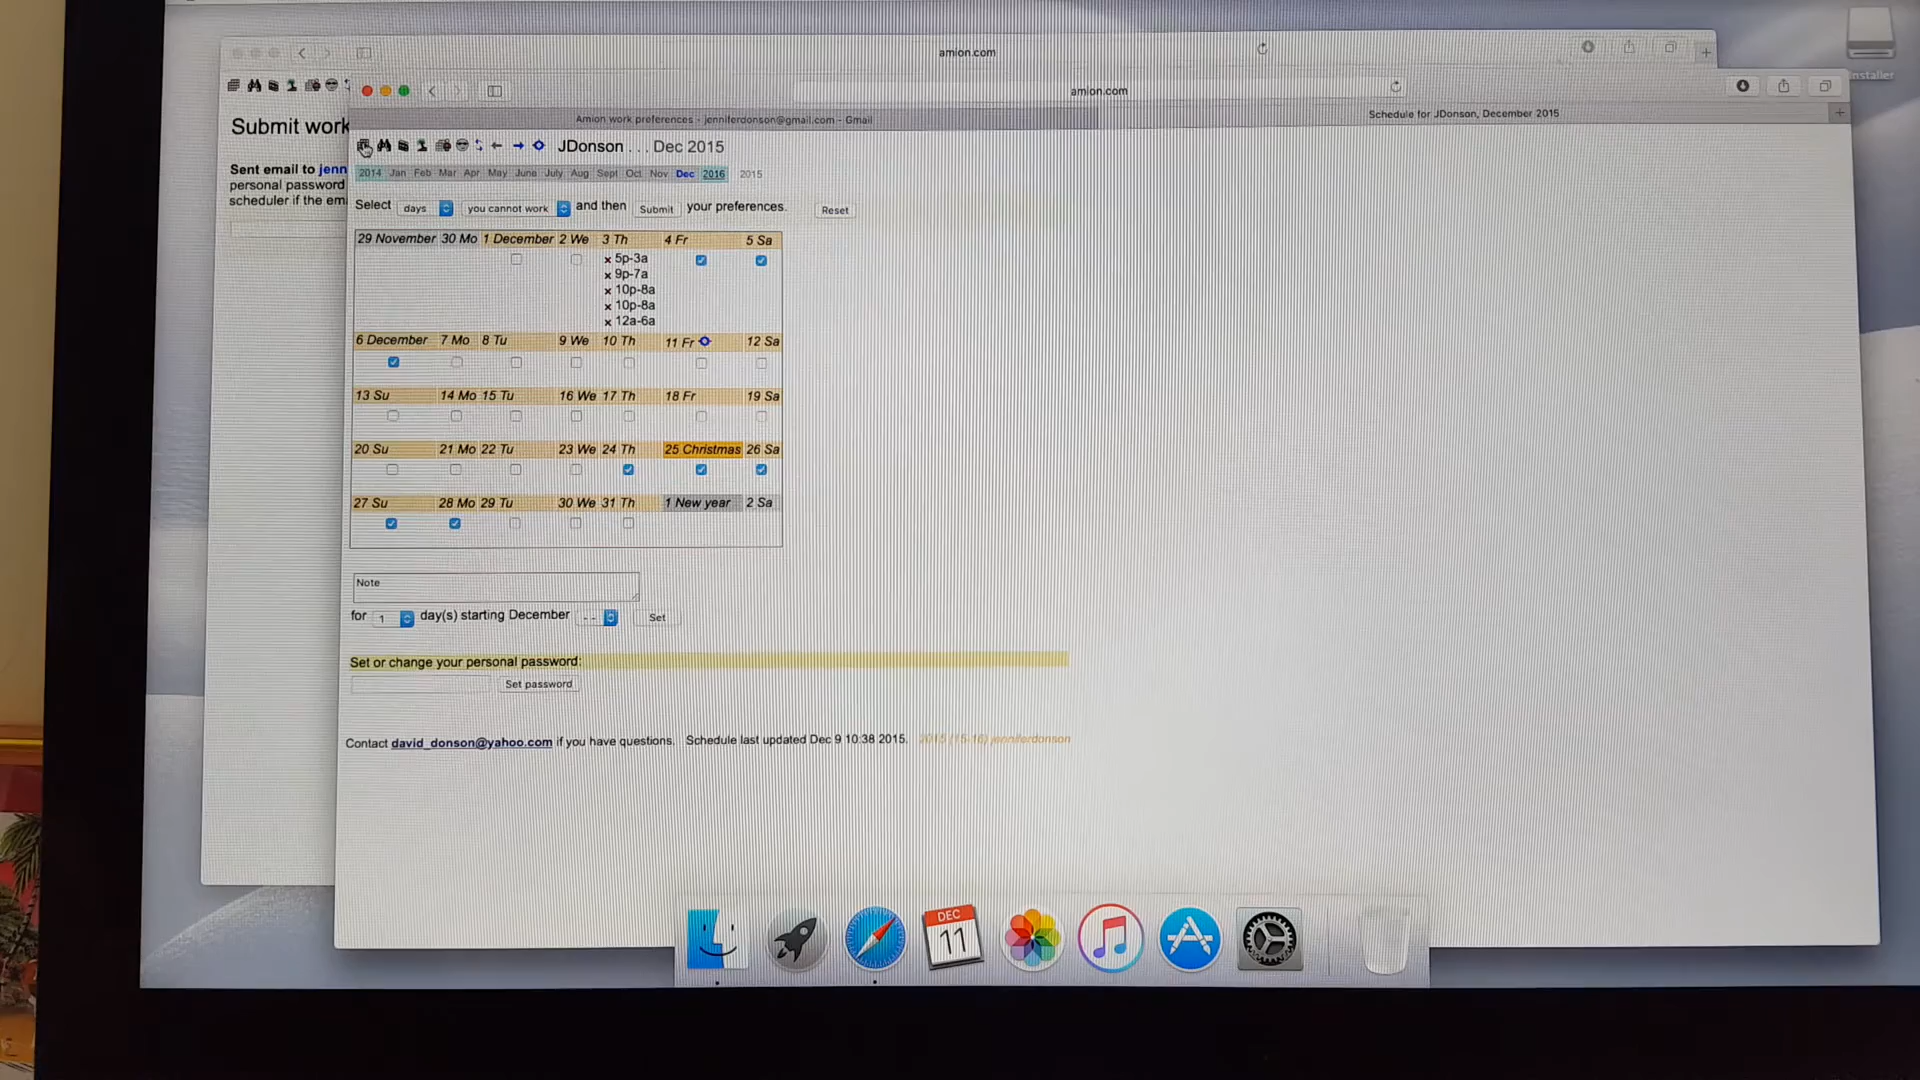 amion.com
amion.com
Installer
Submit work
Sent email to jenn
personal password
scheduler if the em
Amion work preferences - jenniferdonson@gmail.com - Gmail
Schedule for JDonson, December 2015
JDonson . . . Dec 2015
2014 Jan Feb Mar Apr May June July Aug Sept Oct Nov Dec 2016 2015
Select days you cannot work and then Submit your preferences. Reset
29 November 30 Mo 1 December 2 We 3 Th 4 Fr 5 Sa
x 5p-3a
x 9p-7a
x 10p-8a
x 10p-8a
x 12a-6a
6 December 7 Mo 8 Tu 9 We 10 Th 11 Fr 12 Sa
13 Su 14 Mo 15 Tu 16 We 17 Th 18 Fr 19 Sa
20 Su 21 Mo 22 Tu 23 We 24 Th 25 Christmas 26 Sa
27 Su 28 Mo 29 Tu 30 We 31 Th 1 New year 2 Sa
Note
for 1 day(s) starting December - - Set
Set or change your personal password:
Set password
Contact david_donson@yahoo.com if you have questions. Schedule last updated Dec 9 10:38 2015. 2015 (15-16) jenniferdonson
DEC
11